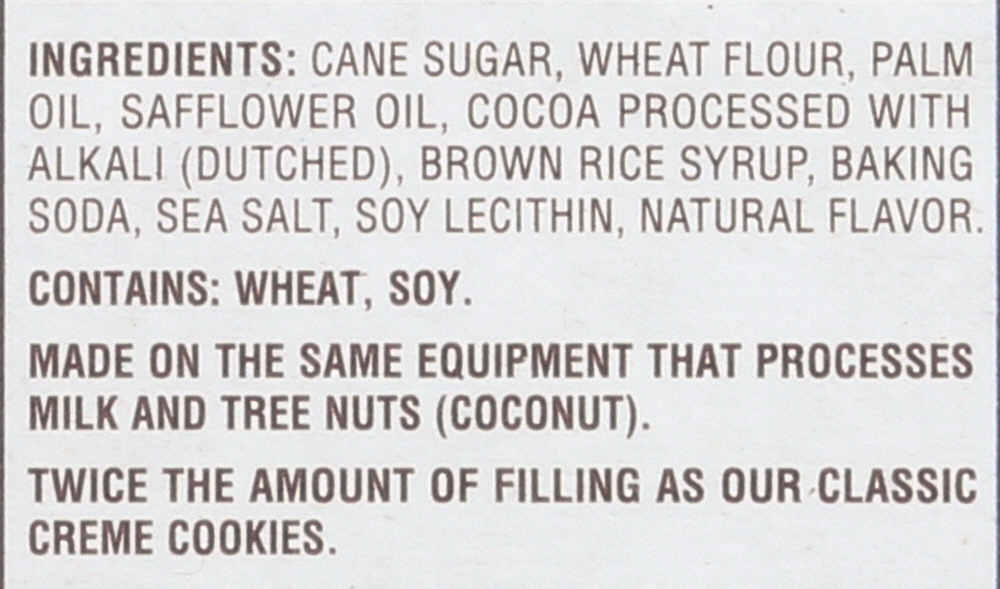 INGREDIENTS: CANE SUGAR, WHEAT FLOUR, PALM
OIL, SAFFLOWER OIL, COCOA PROCESSED WITH
ALKALI (DUTCHED), BROWN RICE SYRUP, BAKING
SODA, SEA SALT, SOY LECITHIN, NATURAL FLAVOR.
CONTAINS: WHEAT, SOY.
MADE ON THE SAME EQUIPMENT THAT PROCESSES
MILK AND TREE NUTS (COCONUT).
TWICE THE AMOUNT OF FILLING AS OUR CLASSIC
CREME COOKIES.